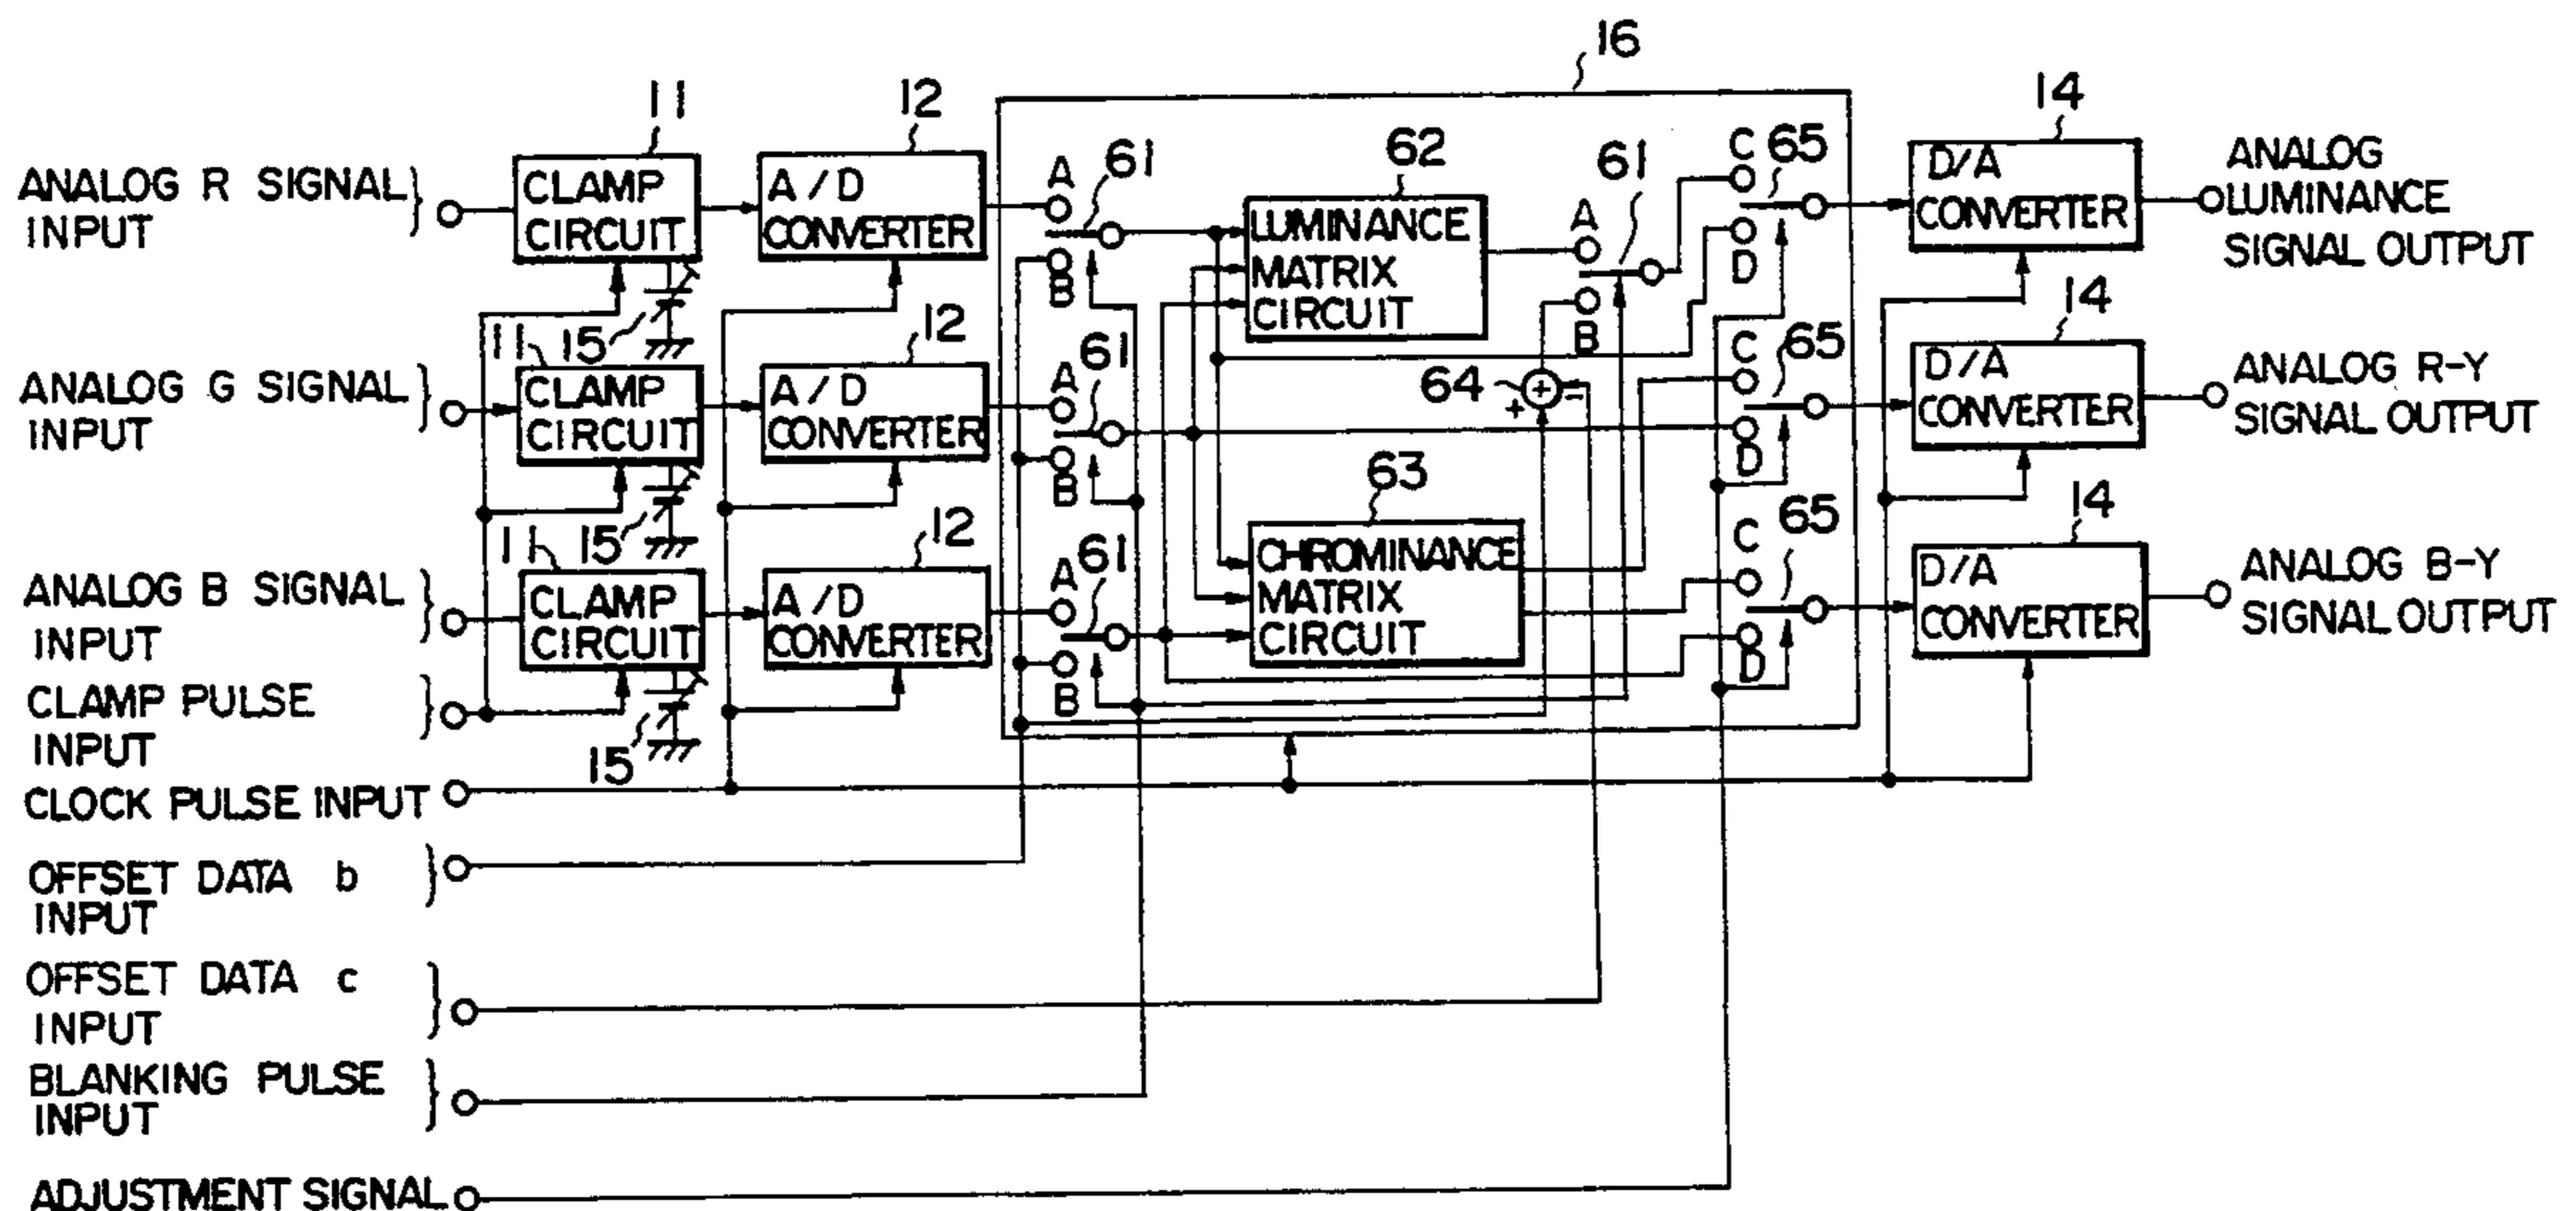 16
11
12
14
ANALOG R SIGNAL
INPUT
CLAMP
CIRCUIT
A/D
CONVERTER
A
61
B
62
LUMINANCE
MATRIX
CIRCUIT
A
61
B
C
65
D
D/A
CONVERTER
ANALOG
LUMINANCE
SIGNAL OUTPUT
15
11
12
14
ANALOG G SIGNAL
INPUT
CLAMP
CIRCUIT
A/D
CONVERTER
A
61
B
64
+
+
−
C
65
D
D/A
CONVERTER
ANALOG R-Y
SIGNAL OUTPUT
15
11
12
63
14
ANALOG B SIGNAL
INPUT
CLAMP
CIRCUIT
A/D
CONVERTER
A
61
B
CHROMINANCE
MATRIX
CIRCUIT
C
65
D
D/A
CONVERTER
ANALOG B-Y
SIGNAL OUTPUT
15
CLAMP PULSE
INPUT
CLOCK PULSE INPUT
OFFSET DATA b
INPUT
OFFSET DATA c
INPUT
BLANKING PULSE
INPUT
ADJUSTMENT SIGNAL